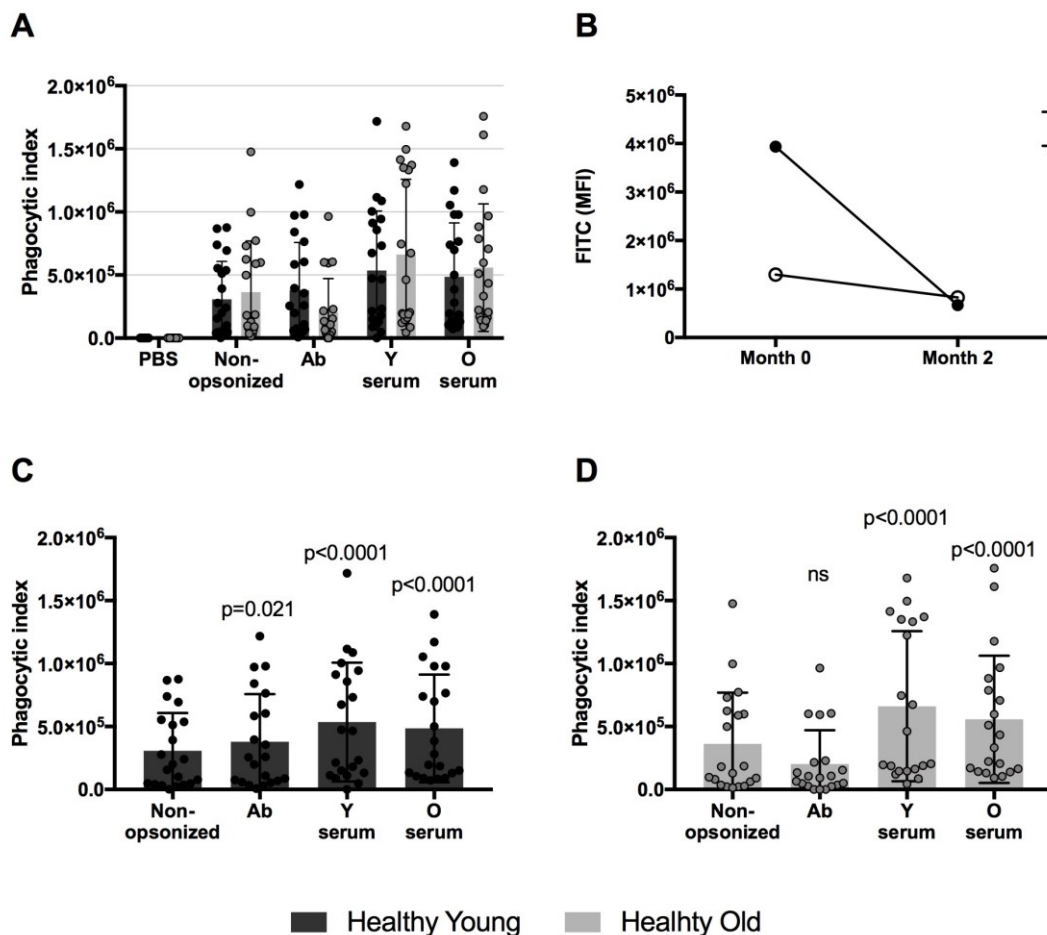 A
Phagocytic index
2.0×10⁶
1.5×10⁶
1.0×10⁶
5.0×10⁵
0.0
PBS
Non-
opsonized
Ab
Y
serum
O
serum
B
FITC (MFI)
5×10⁶
4×10⁶
3×10⁶
2×10⁶
1×10⁶
0
Month 0
Month 2
C
Phagocytic index
2.0×10⁶
1.5×10⁶
1.0×10⁶
5.0×10⁵
0.0
p=0.021
p<0.0001
p<0.0001
Non-
opsonized
Ab
Y
serum
O
serum
D
Phagocytic index
2.0×10⁶
1.5×10⁶
1.0×10⁶
5.0×10⁵
0.0
ns
p<0.0001
p<0.0001
Non-
opsonized
Ab
Y
serum
O
serum
Healthy Young
Healhty Old